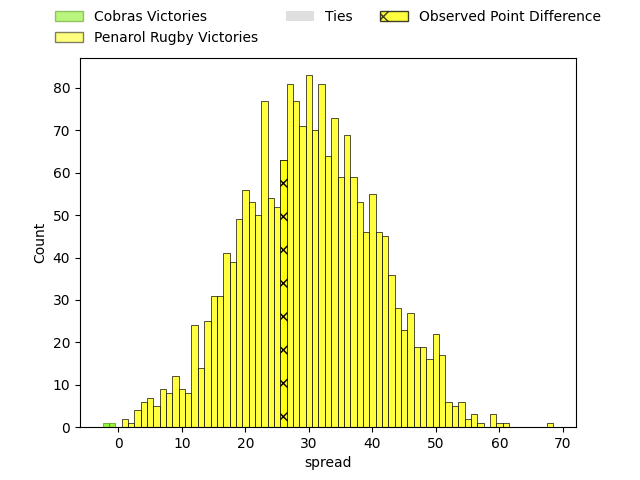 Cobras Victories
Penarol Rugby Victories
Ties
Observed Point Difference
Count
80
70
60
50
40
30
20
10
0
0 10 20 30 40 50 60 70
spread